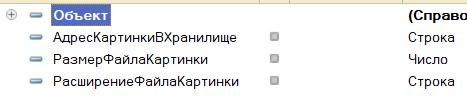 Объект (Справо
АдресКартинкиВХранилище Строка
РазмерФайлаКартинки Число
РасширениеФайлаКартинки Строка